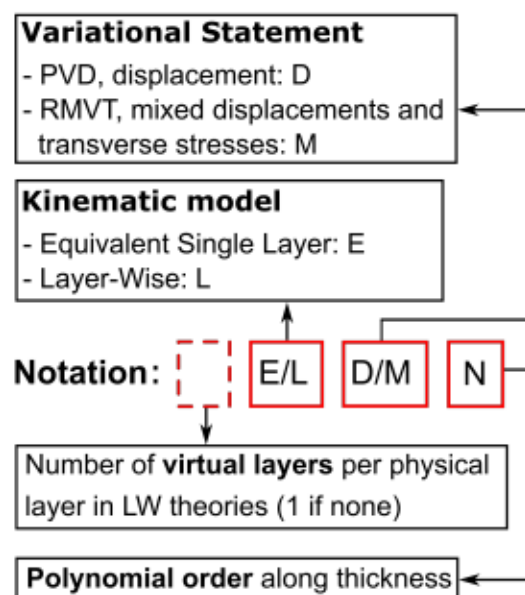 Variational Statement
- PVD, displacement: D
- RMVT, mixed displacements and
transverse stresses: M
Kinematic model
- Equivalent Single Layer: E
- Layer-Wise: L
Notation: E/L D/M N
Number of virtual layers per physical
layer in LW theories (1 if none)
Polynomial order along thickness